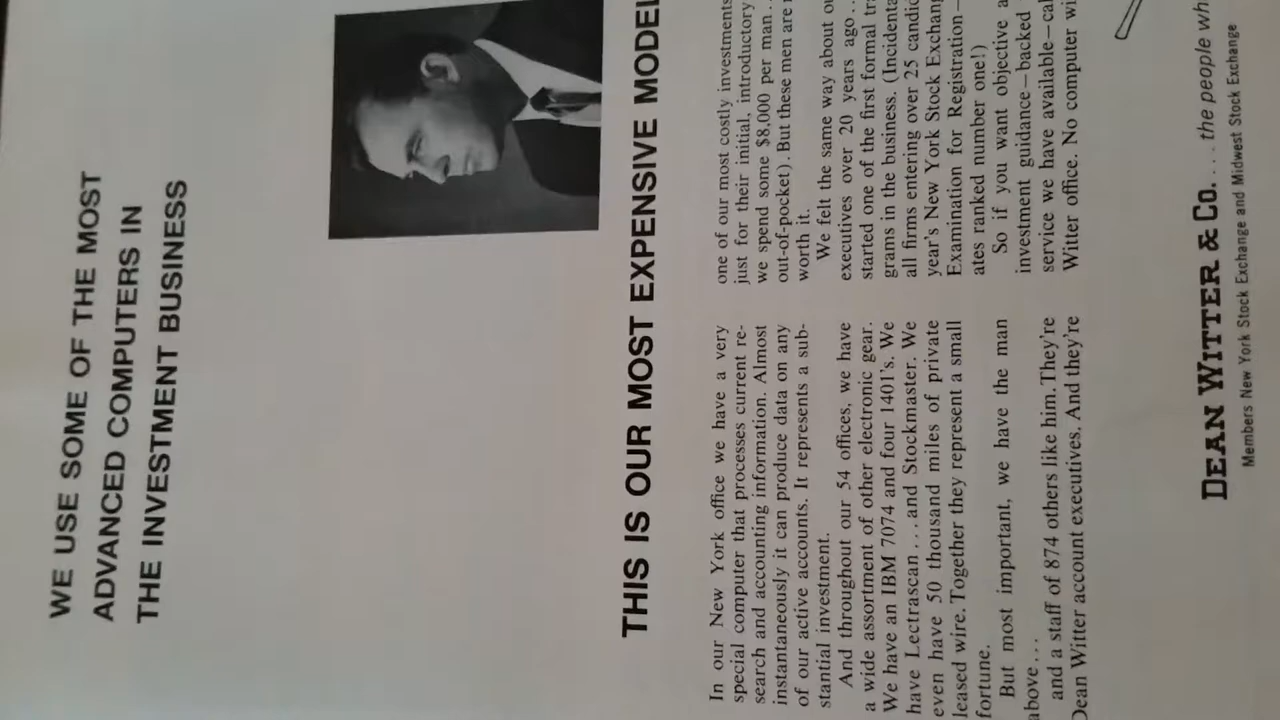 WE USE SOME OF THE MOST
ADVANCED COMPUTERS IN
THE INVESTMENT BUSINESS
THIS IS OUR MOST EXPENSIVE MODEL
In our New York office we have a very
special computer that processes current re-
search and accounting information. Almost
instantaneously it can produce data on any
of our active accounts. It represents a sub-
stantial investment.
And throughout our 54 offices, we have
a wide assortment of other electronic gear.
We have an IBM 7074 and four 1401's. We
have Lectrascan...and Stockmaster. We
even have 50 thousand miles of private
leased wire. Together they represent a small
fortune.
But most important, we have the man
above...
and a staff of 874 others like him. They're
Dean Witter account executives. And they're
one of our most costly investments
just for their initial, introductory
we spend some $8,000 per man..
out-of-pocket). But these men are
worth it.
We felt the same way about
executives over 20 years ago..
started one of the first formal
grams in the business. (Incidenta
all firms entering over 25 candid
year's New York Stock Exchan
Examination for Registration—
ates ranked number one!)
So if you want objective
investment guidance—backed
service we have available—cal
Witter office. No computer wi
DEAN WITTER & CO. ... the people wh
Members New York Stock Exchange and Midwest Stock Exchange